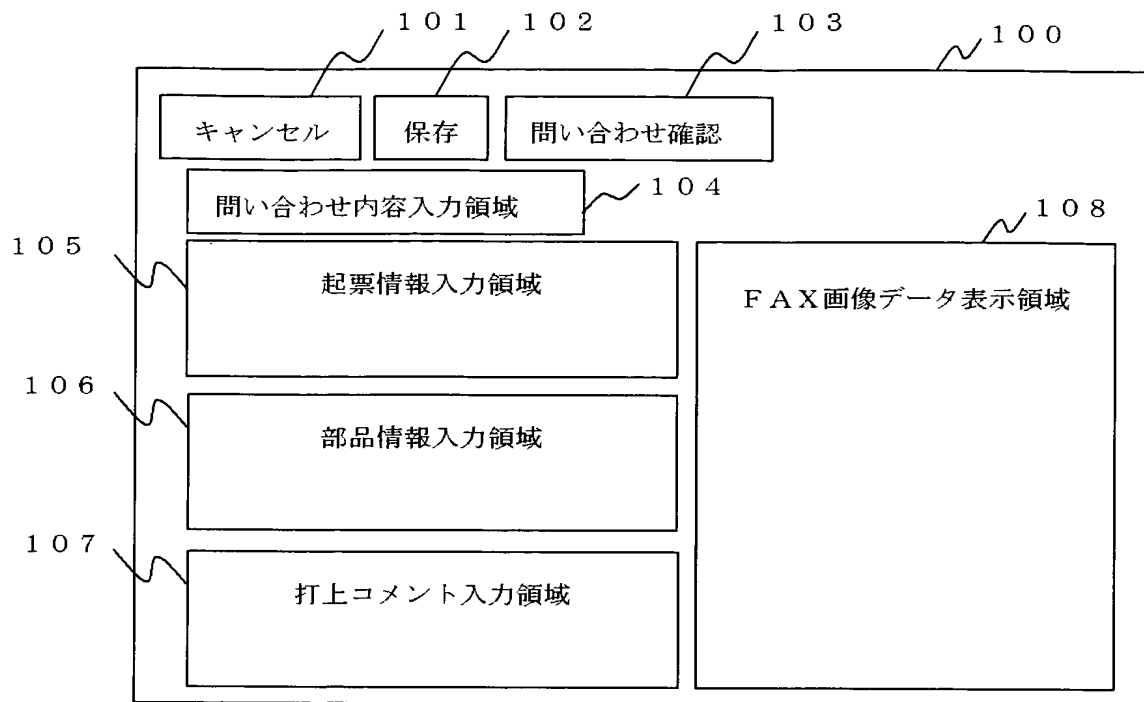 １０１
１０２
１０３
１００
キャンセル
保存
問い合わせ確認
１０４
問い合わせ内容入力領域
１０５
１０８
起票情報入力領域
ＦＡＸ画像データ表示領域
１０６
部品情報入力領域
１０７
打上コメント入力領域